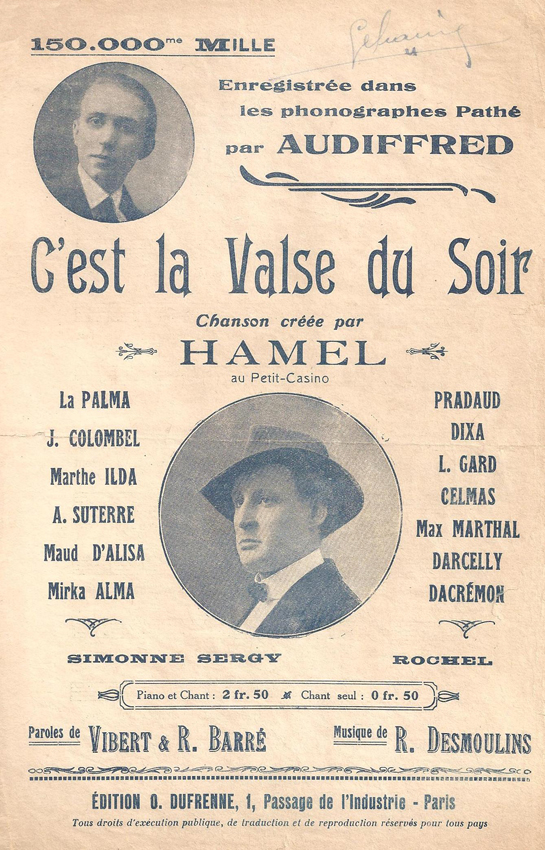 150.000me MILLE
Enregistrée dans
les phonographes Pathé
par AUDIFFRED
C'est la Valse du Soir
Chanson créée par
HAMEL
au Petit-Casino
La PALMA
J. COLOMBEL
Marthe ILDA
A. SUTERRE
Maud D'ALISA
Mirka ALMA
PRADAUD
DIXA
L. GARD
CELMAS
Max MARTHAL
DARCELLY
DACRÉMON
SIMONNE SERGY
ROCHEL
Piano et Chant : 2 fr. 50 Chant seul : 0 fr. 50
Paroles de VIBERT & R. BARRÉ
Musique de R. DESMOULINS
ÉDITION O. DUFRENNE, 1, Passage de l'Industrie - Paris
Tous droits d'exécution publique, de traduction et de reproduction réservés pour tous pays